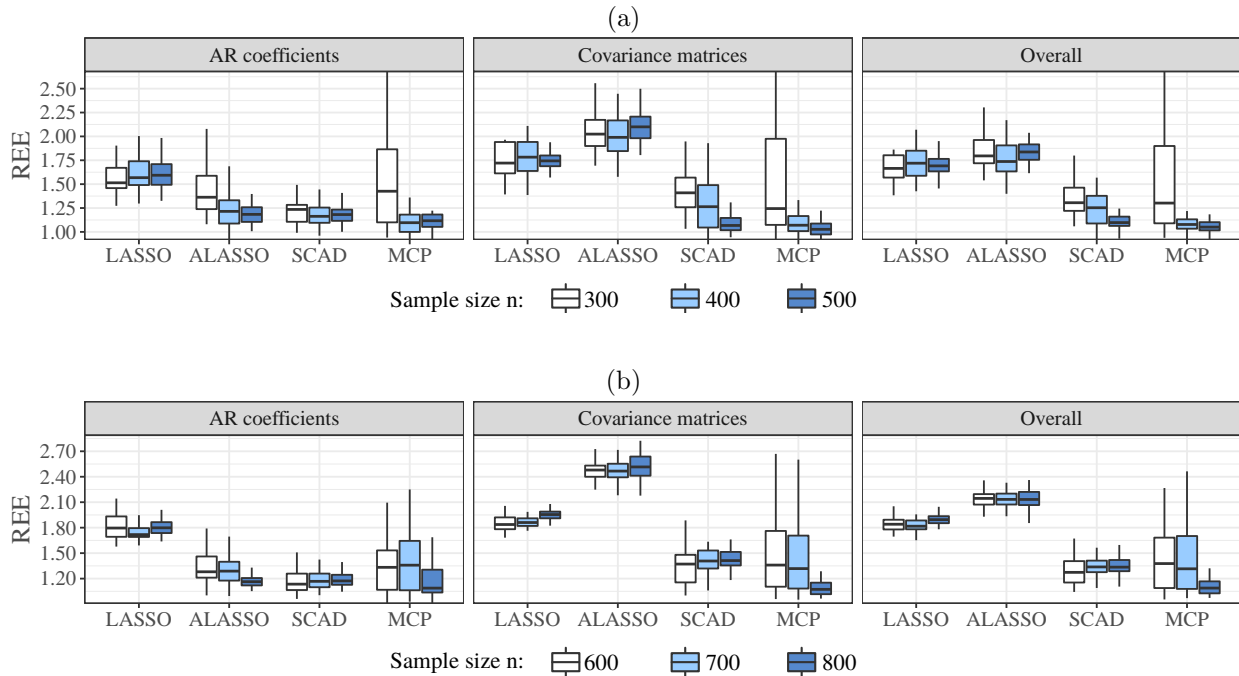 (a)
AR coefficients Covariance matrices Overall
REE
2.50
2.25
2.00
1.75
1.50
1.25
1.00
LASSO ALASSO SCAD MCP LASSO ALASSO SCAD MCP LASSO ALASSO SCAD MCP
Sample size n: 300 400 500
(b)
AR coefficients Covariance matrices Overall
REE
2.70
2.40
2.10
1.80
1.50
1.20
LASSO ALASSO SCAD MCP LASSO ALASSO SCAD MCP LASSO ALASSO SCAD MCP
Sample size n: 600 700 800